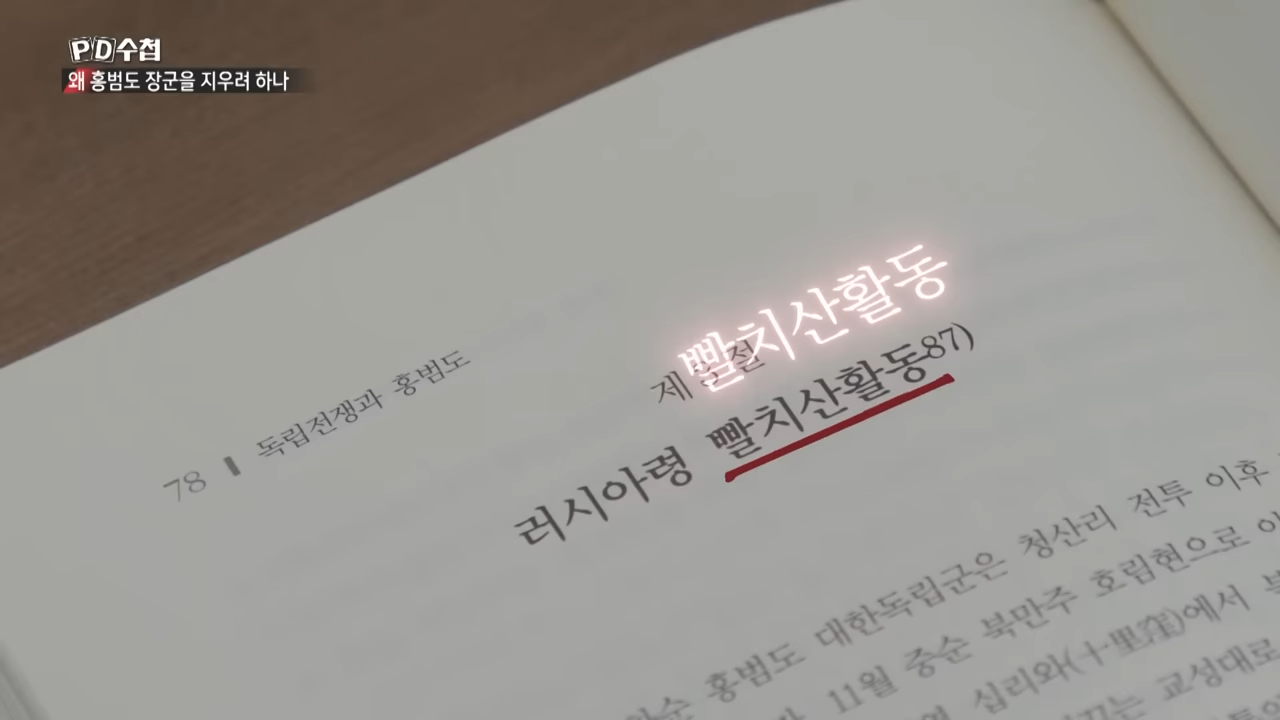 PD수첩
왜 홍범도 장군을 지우려 하나
78 ▮ 독립전쟁과 홍범도
빨치산활동
제 절
러시아령 빨치산활동87)
홍범도 대한독립군은 청산리 전투 이후
11월 중순 북만주 호림현으로
십리와(十里窪)에서
교성대로